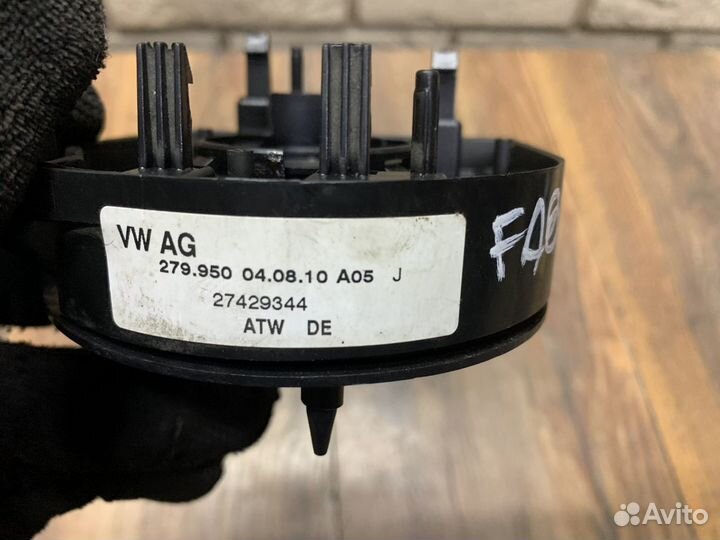 VW AG
279.950 04.08.10 A05 J
27429344
ATW DE
Avito